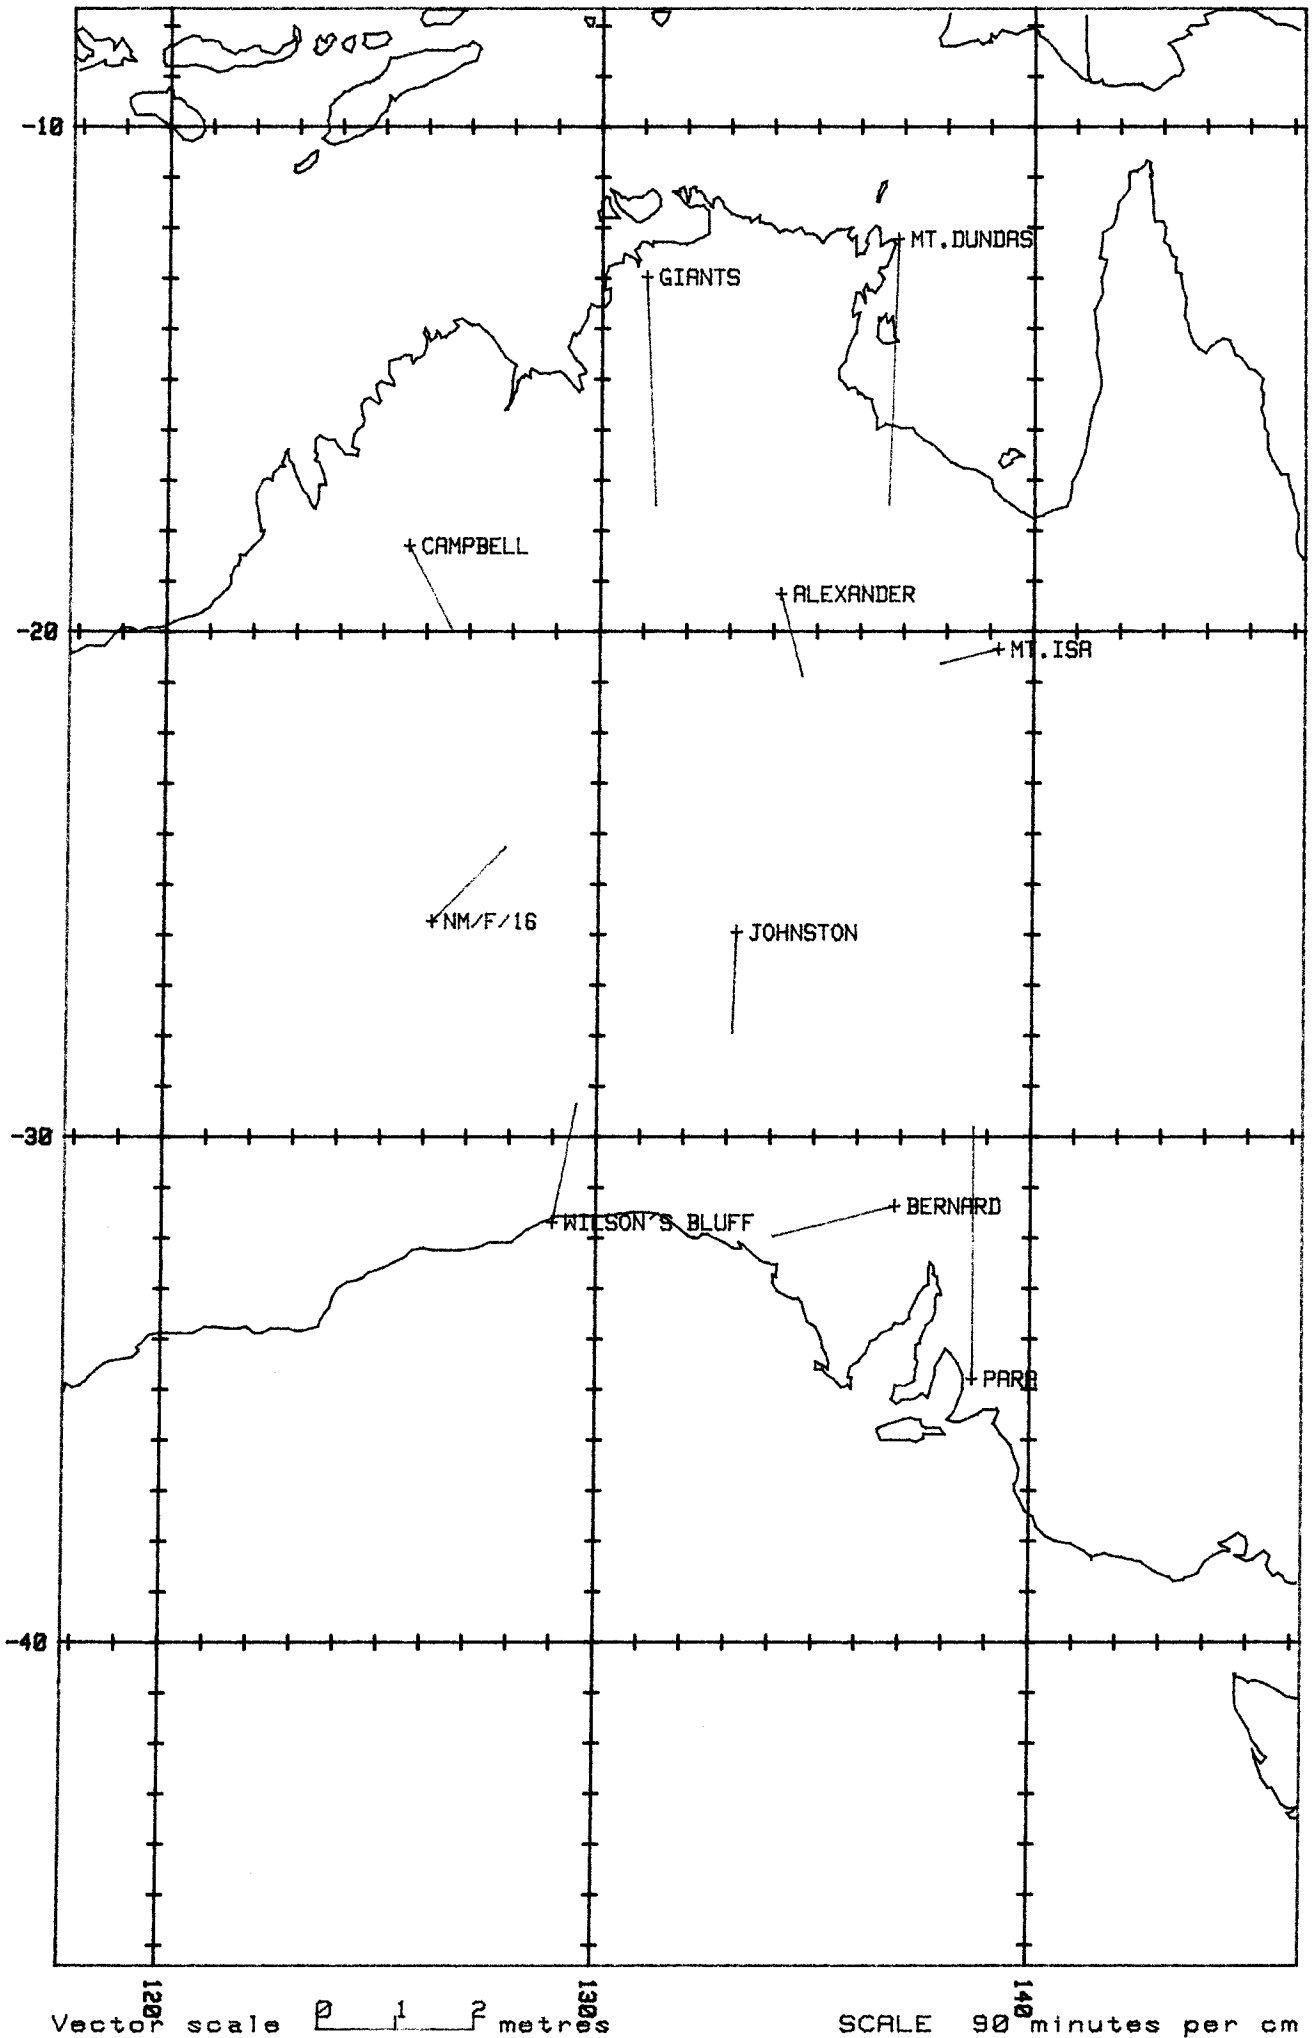 -10
MT.DUNDAS
GIANTS
CAMPBELL
ALEXANDER
-20
MT.ISA
NM/F/16
JOHNSTON
-30
BERNARD
WILSON'S BLUFF
PARA
-40
120
130
140
0 1 2
Vector scale metres
SCALE 90 minutes per cm